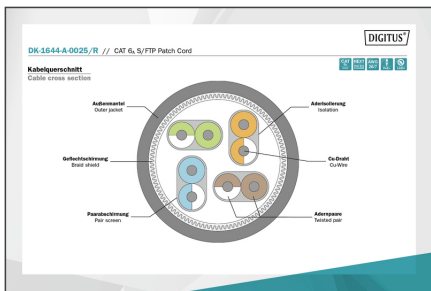 DIGITUS®
DK-1644-A-0025/R // CAT 6A S/FTP Patch Cord
Kabelquerschnitt
Cable cross section
Außenmantel
Outer jacket
Aderisolierung
Isolation
Geflechtschirmung
Braid shield
Cu-Draht
Cu-Wire
Paarabschirmung
Pair screen
Adernpaare
Twisted pair